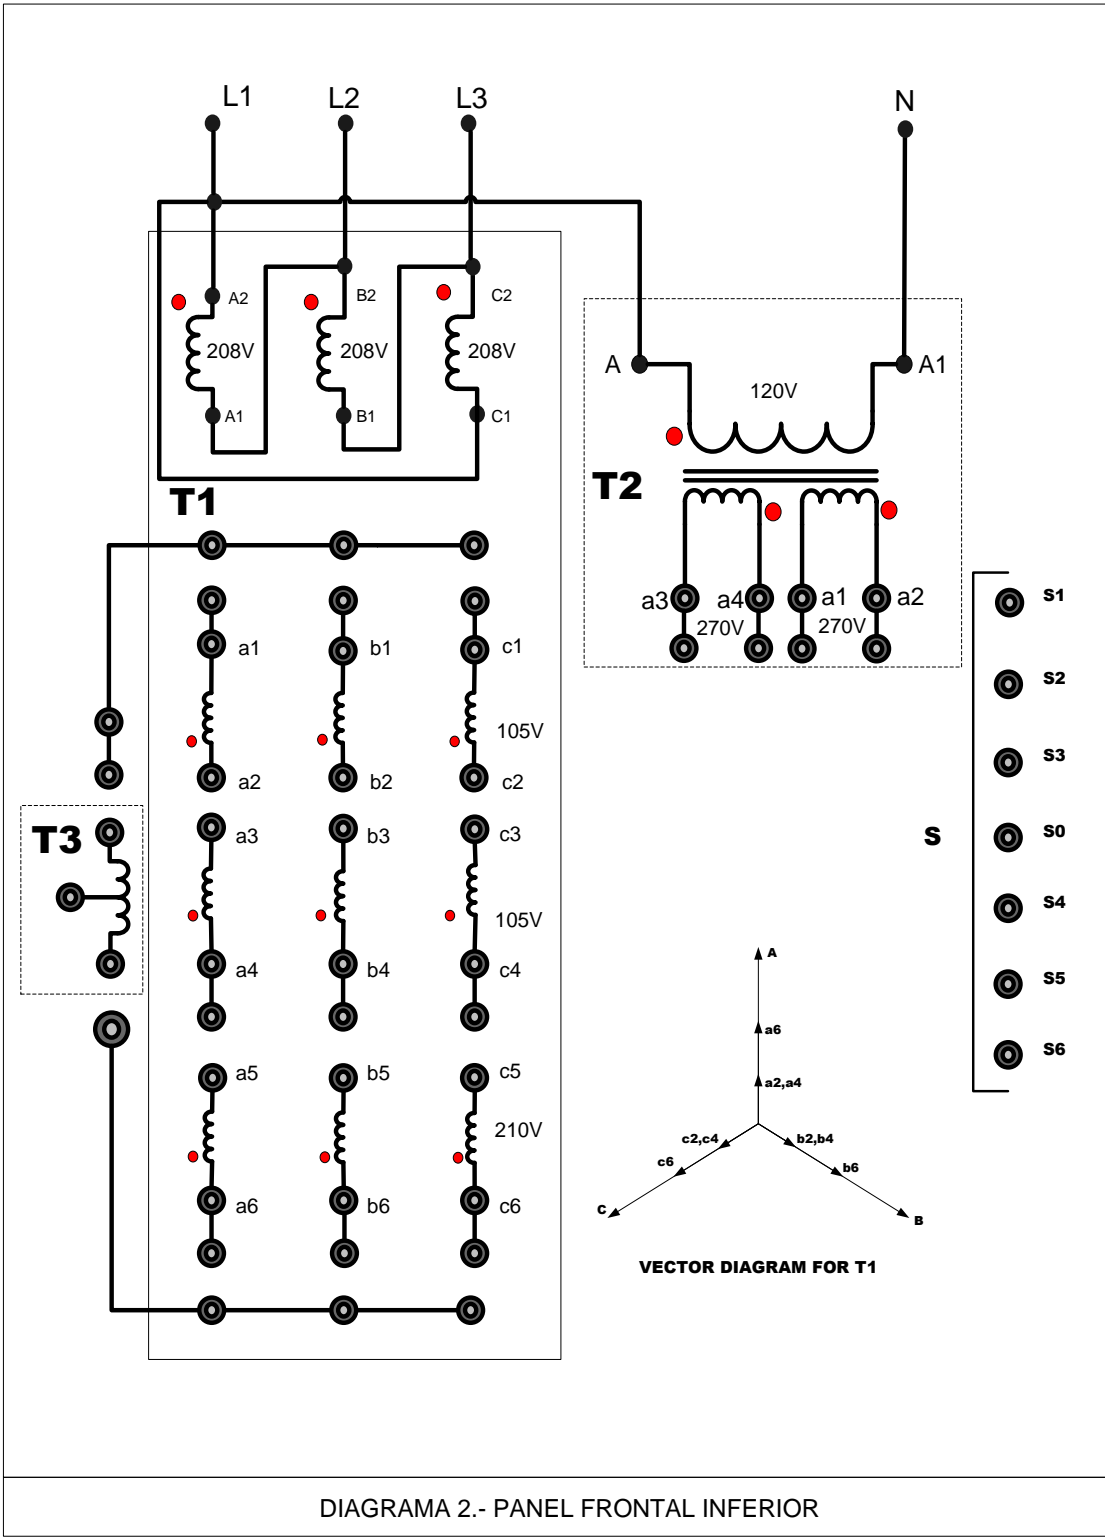 L1 L2 L3 N
A2 B2 C2
208V 208V 208V
A A1
120V
A1 B1 C1
T1 T2
a3 a4 a1 a2
270V 270V
S1
a1 b1 c1
S2
105V
S3
a2 b2 c2
T3 a3 b3 c3
S S0
S4
105V
A
a4 b4 c4
S5
a6
S6
a5 b5 c5
a2,a4
210V
c2,c4 b2,b4
c6 b6
a6 b6 c6
C B
VECTOR DIAGRAM FOR T1
DIAGRAMA 2.- PANEL FRONTAL INFERIOR